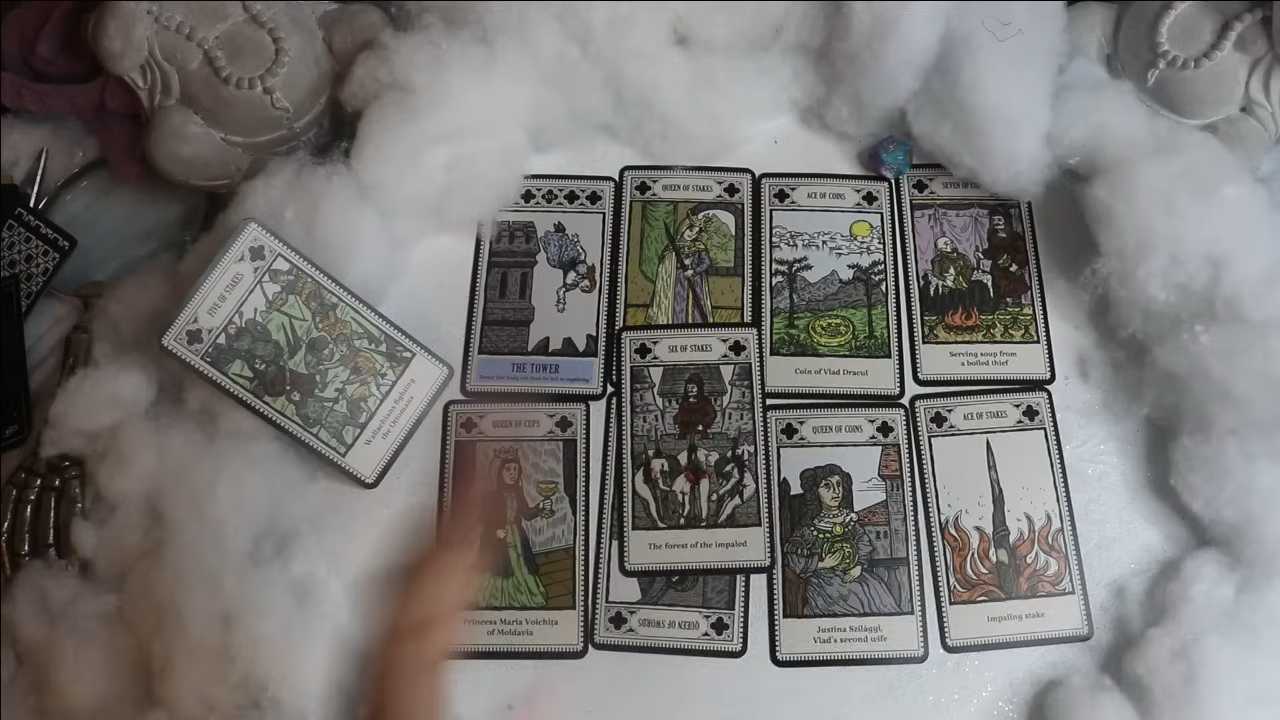 FIVE OF STAKES
Wallachians fighting
the Ottomans
THE TOWER
QUEEN OF STAKES
ACE OF COINS
Coin of Vlad Dracul
SEVEN OF
Serving soup from
a boiled thief
QUEEN OF CUPS
Princesa Maria Voichița
of Moldavia
SIX OF STAKES
The forest of the impaled
QUEEN OF SWORDS
QUEEN OF COINS
Justina Szilágyi,
Vlad's second wife
ACE OF STAKES
Impaling stake